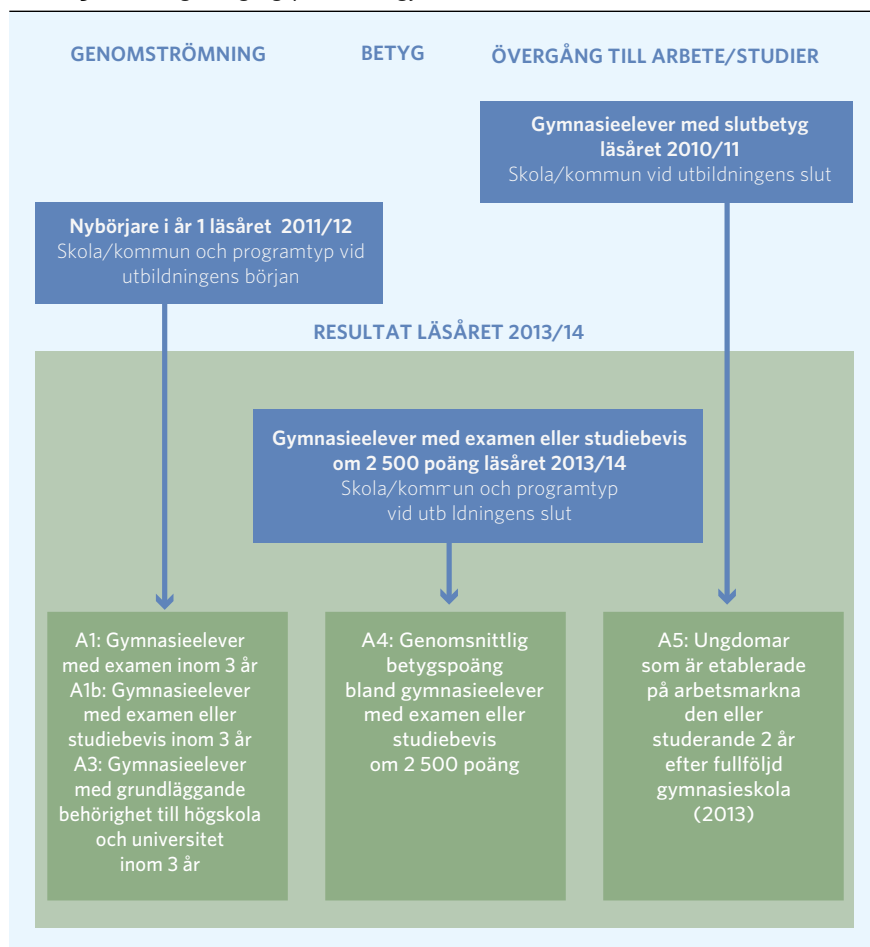 GENOMSTRÖMNING
BETYG
ÖVERGÅNG TILL ARBETE/STUDIER
Gymnasieelever med slutbetyg
läsåret 2010/11
Skola/kommun vid utbildningens slut
Nybörjare i år 1 läsåret 2011/12
Skola/kommun och programtyp vid
utbildningens början
RESULTAT LÄSÅRET 2013/14
Gymnasieelever med examen eller studiebevis
om 2 500 poäng läsåret 2013/14
Skola/kommun och programtyp
vid utb ldningens slut
A1: Gymnasieelever
med examen inom 3 år
A1b: Gymnasieelever
med examen eller
studiebevis inom 3 år
A3: Gymnasieelever
med grundläggande
behörighet till högskola
och universitet
inom 3 år
A4: Genomsnittlig
betygspoäng
bland gymnasieelever
med examen eller
studiebevis
om 2 500 poäng
A5: Ungdomar
som är etablerade
på arbetsmarkna
den eller
studerande 2 år
efter fullföljd
gymnasieskola
(2013)